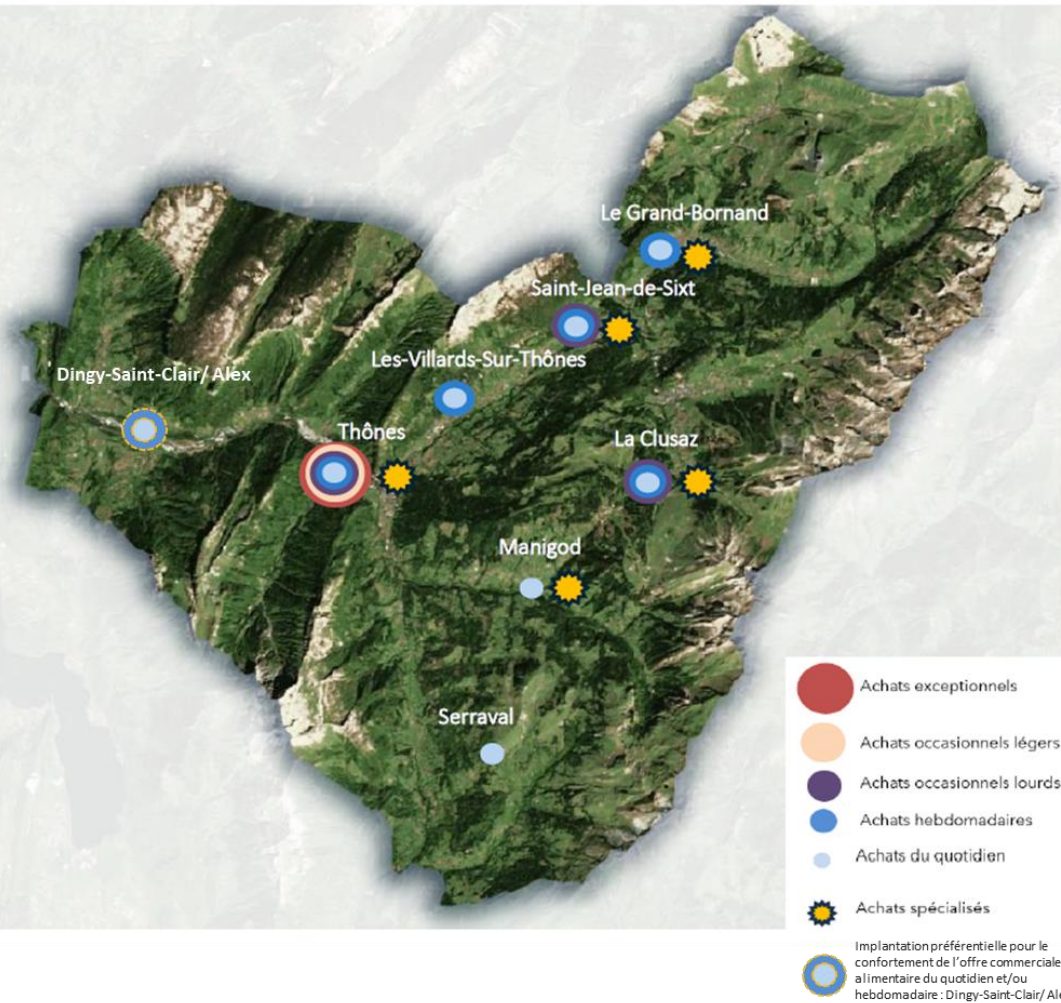 Le Grand-Bornand
Saint-Jean-de-Sixt
Les-Villards-Sur-Thônes
Dingy-Saint-Clair/ Alex
Thônes
La Clusaz
Manigod
Serraval
Achats exceptionnels
Achats occasionnels légers
Achats occasionnels lourds
Achats hebdomadaires
Achats du quotidien
Achats spécialisés
Implantation préférentielle pour le
confortement de l'offre commerciale
alimentaire du quotidien et/ou
hebdomadaire : Dingy-Saint-Clair/